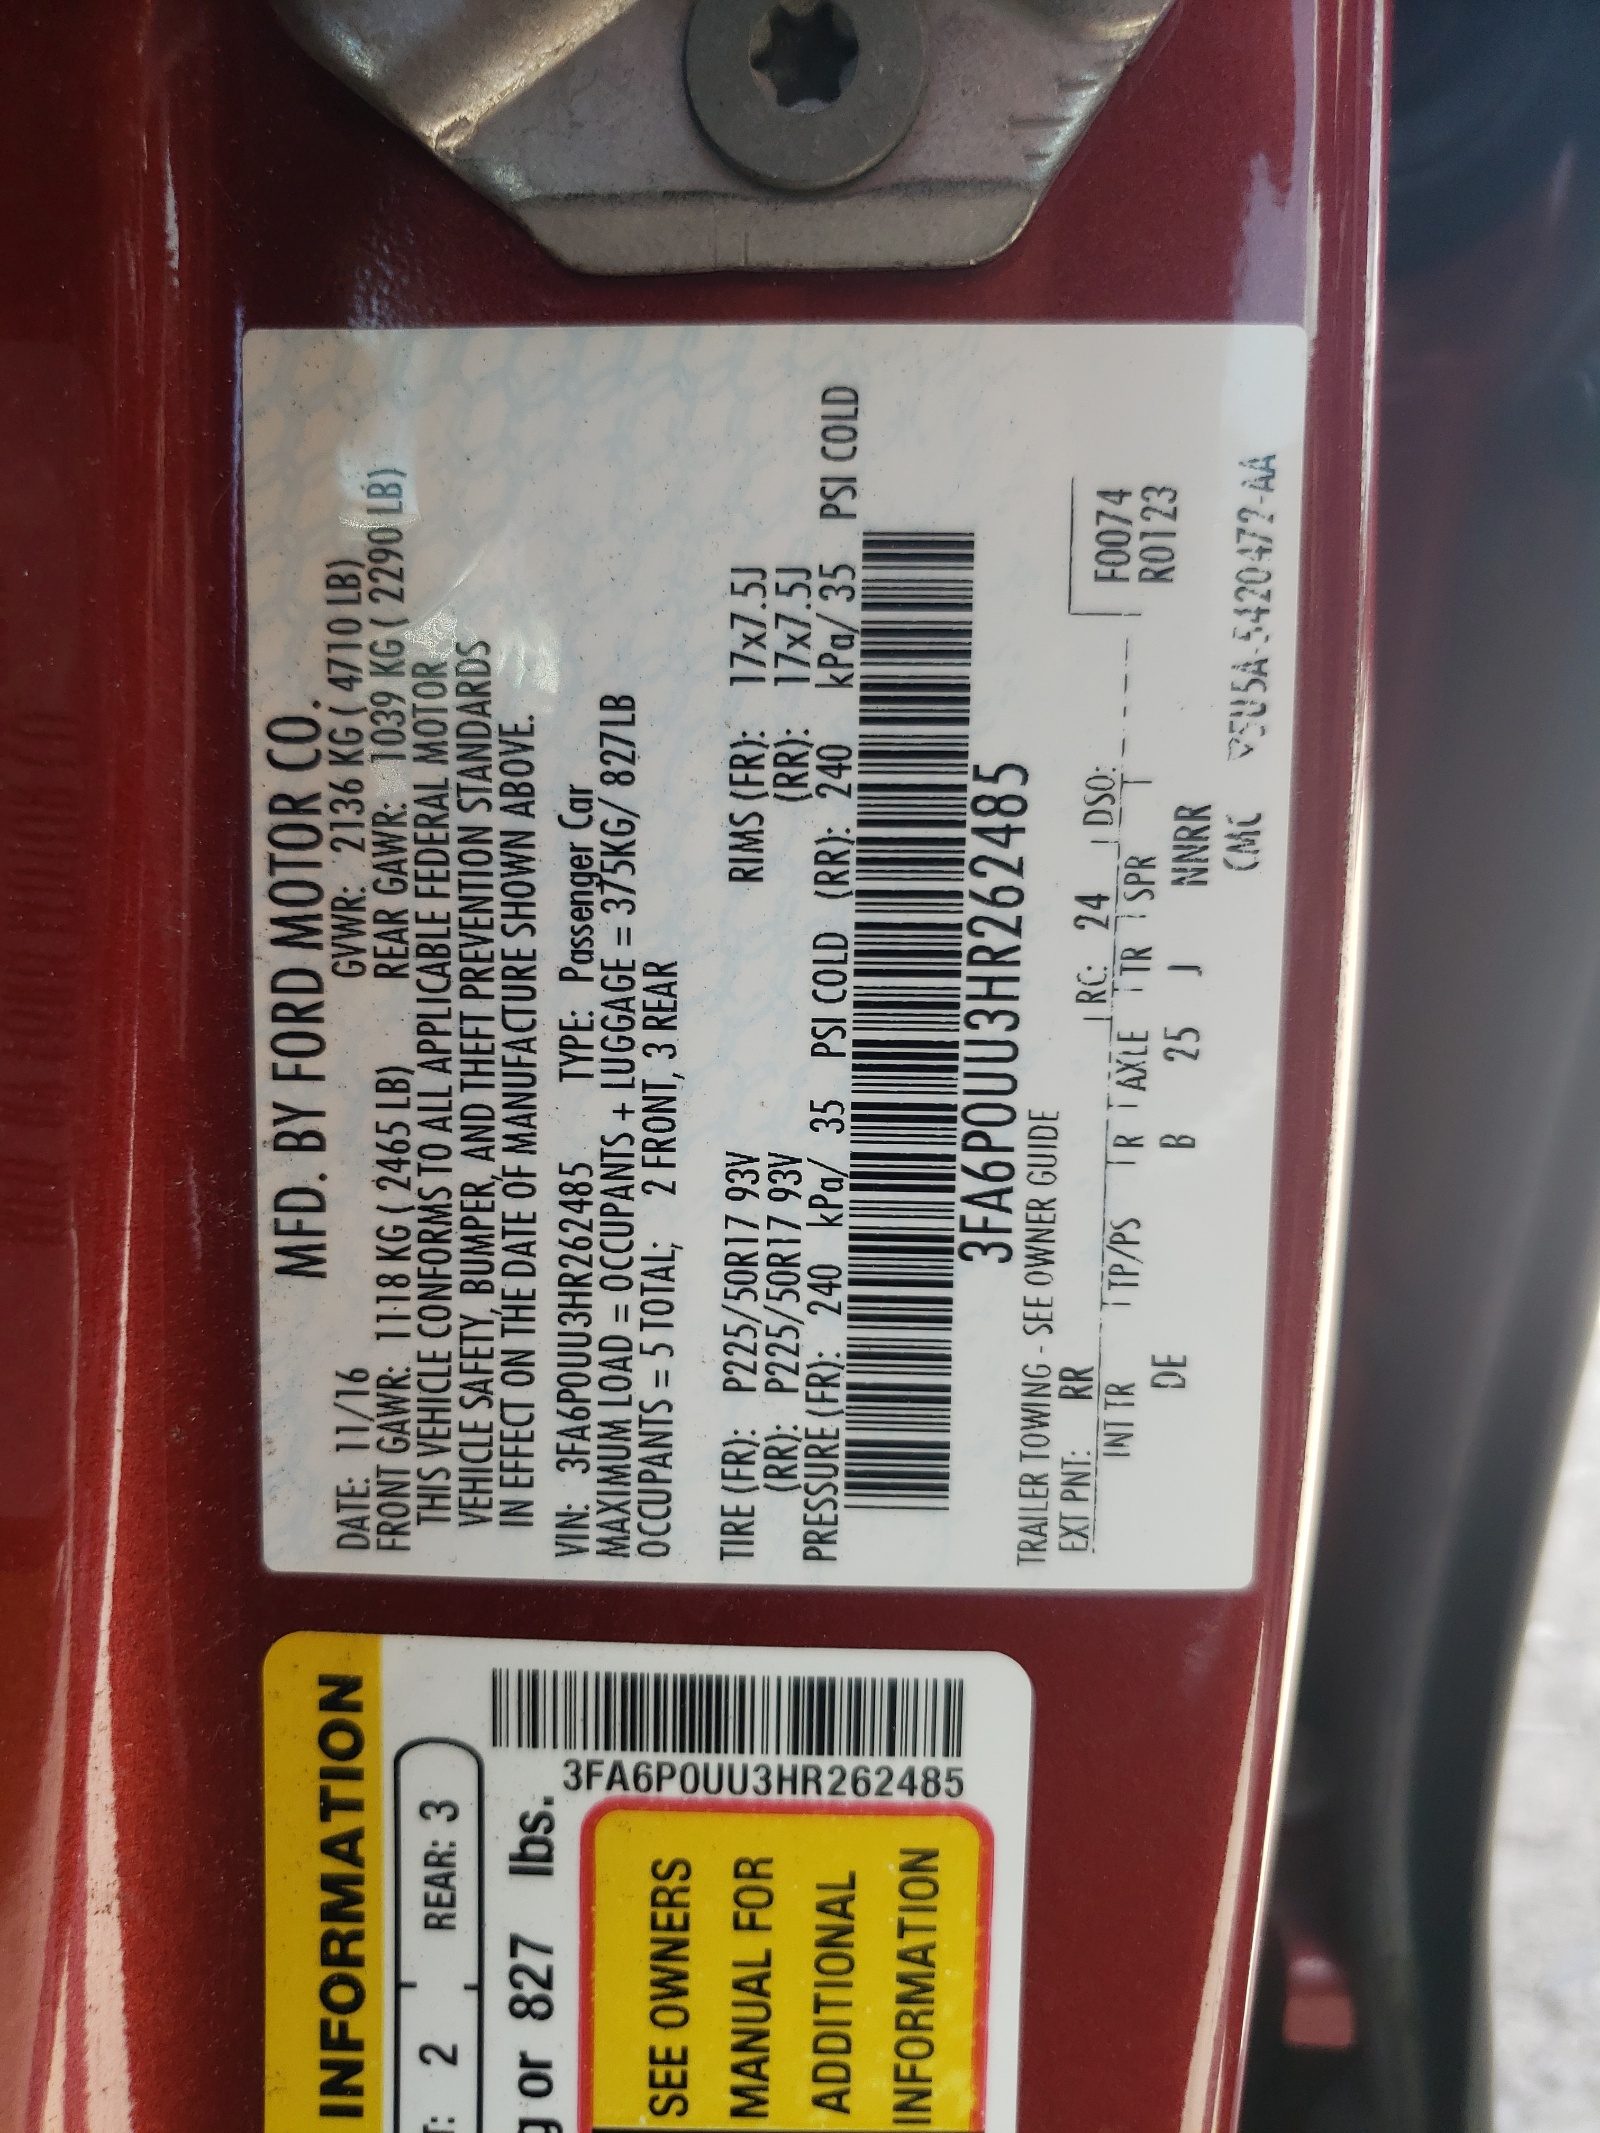 MFD. BY FORD MOTOR CO.
DATE: 11/16 GVWR: 2136 KG ( 4710 LB)
FRONT GAWR: 1118 KG ( 2465 LB) REAR GAWR: 1039 KG ( 2290 LB)
THIS VEHICLE CONFORMS TO ALL APPLICABLE FEDERAL MOTOR
VEHICLE SAFETY, BUMPER, AND THEFT PREVENTION STANDARDS
IN EFFECT ON THE DATE OF MANUFACTURE SHOWN ABOVE.
VIN: 3FA6P0UU3HR262485 TYPE: Passenger Car
MAXIMUM LOAD = OCCUPANTS + LUGGAGE = 375KG/ 827LB
OCCUPANTS = 5 TOTAL; 2 FRONT, 3 REAR
TIRE (FR): P225/50R17 93V RIMS (FR): 17x7.5J
(RR): P225/50R17 93V (RR): 17x7.5J
PRESSURE (FR): 240 kPa/ 35 PSI COLD (RR): 240 kPa/ 35 PSI COLD
3FA6P0UU3HR262485
TRAILER TOWING - SEE OWNER GUIDE
EXT PNT: RR RC: 24 DSO: F0074
INT TR TP/PS R AXLE TR SPR R0123
DE B 25 J NNRR
CMC 5U5A-5420472-AA
INFORMATION
2 REAR: 3
or 827 lbs.
3FA6P0UU3HR262485
SEE OWNERS
MANUAL FOR
ADDITIONAL
INFORMATION